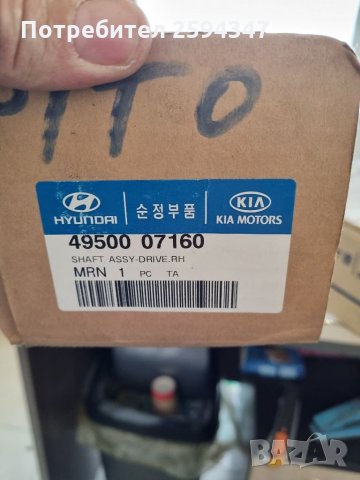 Потребител 2594347
PITO
HYUNDAI 순정부품 KIA
KIA MOTORS
49500 07160
SHAFT ASSY-DRIVE.RH
MRN 1 PC TA
BAZAR